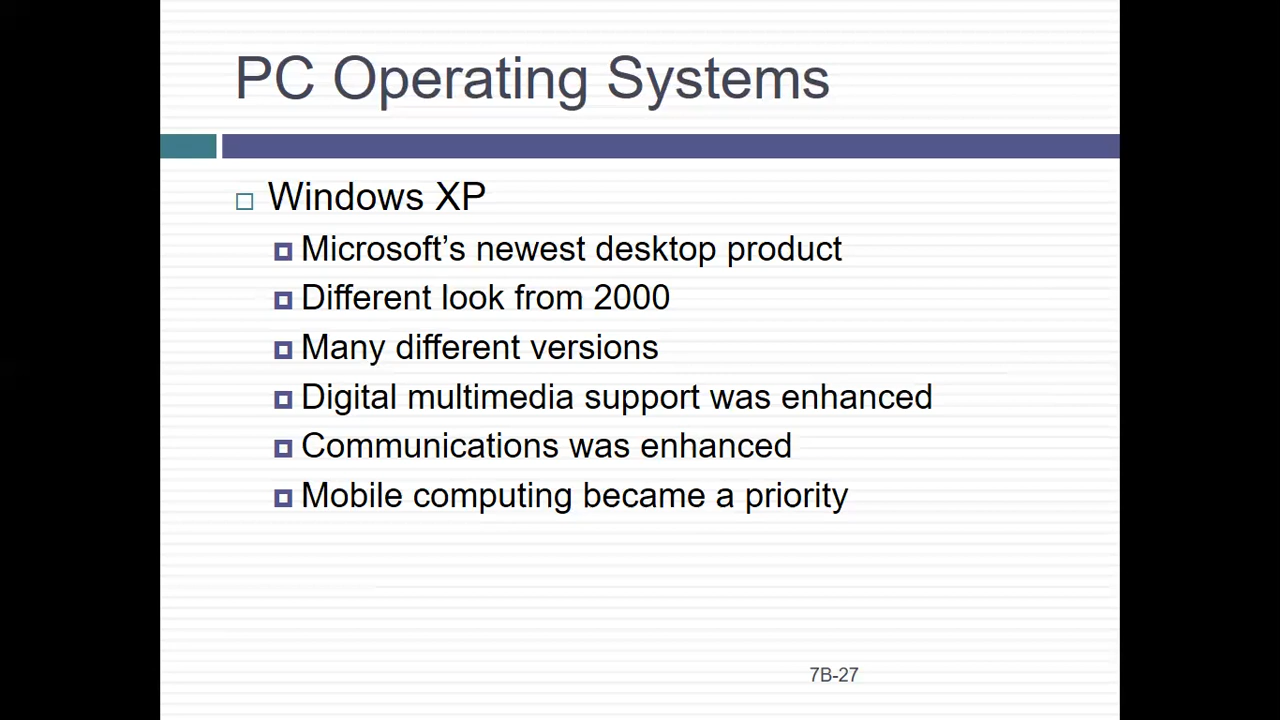 PC Operating Systems
Windows XP
Microsoft’s newest desktop product
Different look from 2000
Many different versions
Digital multimedia support was enhanced
Communications was enhanced
Mobile computing became a priority
7B-27